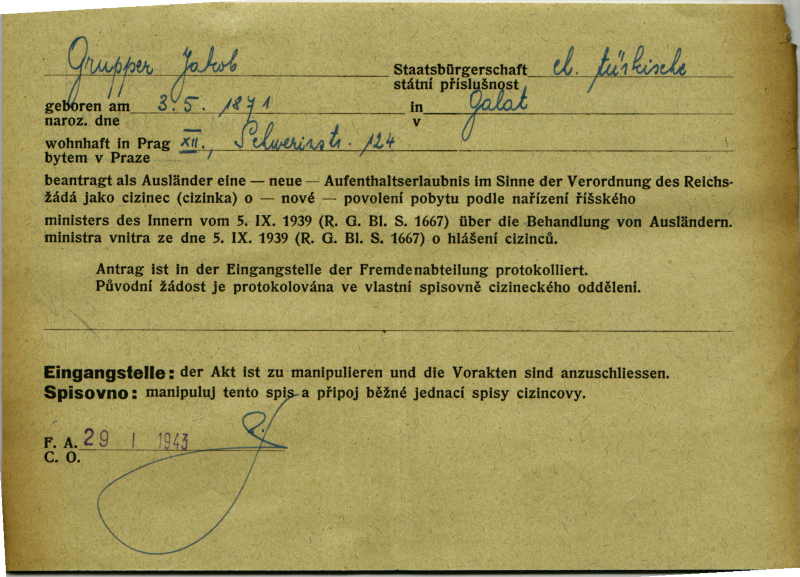 Grupper Jakob Staatsbürgerschaft eh. türkische
státní příslušnost
geboren am 3. 5. 1871 in Galat
naroz. dne v
wohnhaft in Prag XII., Schwerinstr. 124
bytem v Praze
beantragt als Ausländer eine — neue — Aufenthaltserlaubnis im Sinne der Verordnung des Reichs-
žádá jako cizinec (cizinka) o — nové — povolení pobytu podle nařízení říšského
ministers des Innern vom 5. IX. 1939 (R. G. Bl. S. 1667) über die Behandlung von Ausländern.
ministra vnitra ze dne 5. IX. 1939 (R. G. Bl. S. 1667) o hlášení cizinců.
Antrag ist in der Eingangstelle der Fremdenabteilung protokolliert.
Původní žádost je protokolována ve vlastní spisovně cizineckého oddělení.
Eingangstelle: der Akt ist zu manipulieren und die Vorakten sind anzuschliessen.
Spisovno: manipuluj tento spis a připoj běžné jednací spisy cizincovy.
F. A. 29 I 1943
C. O.